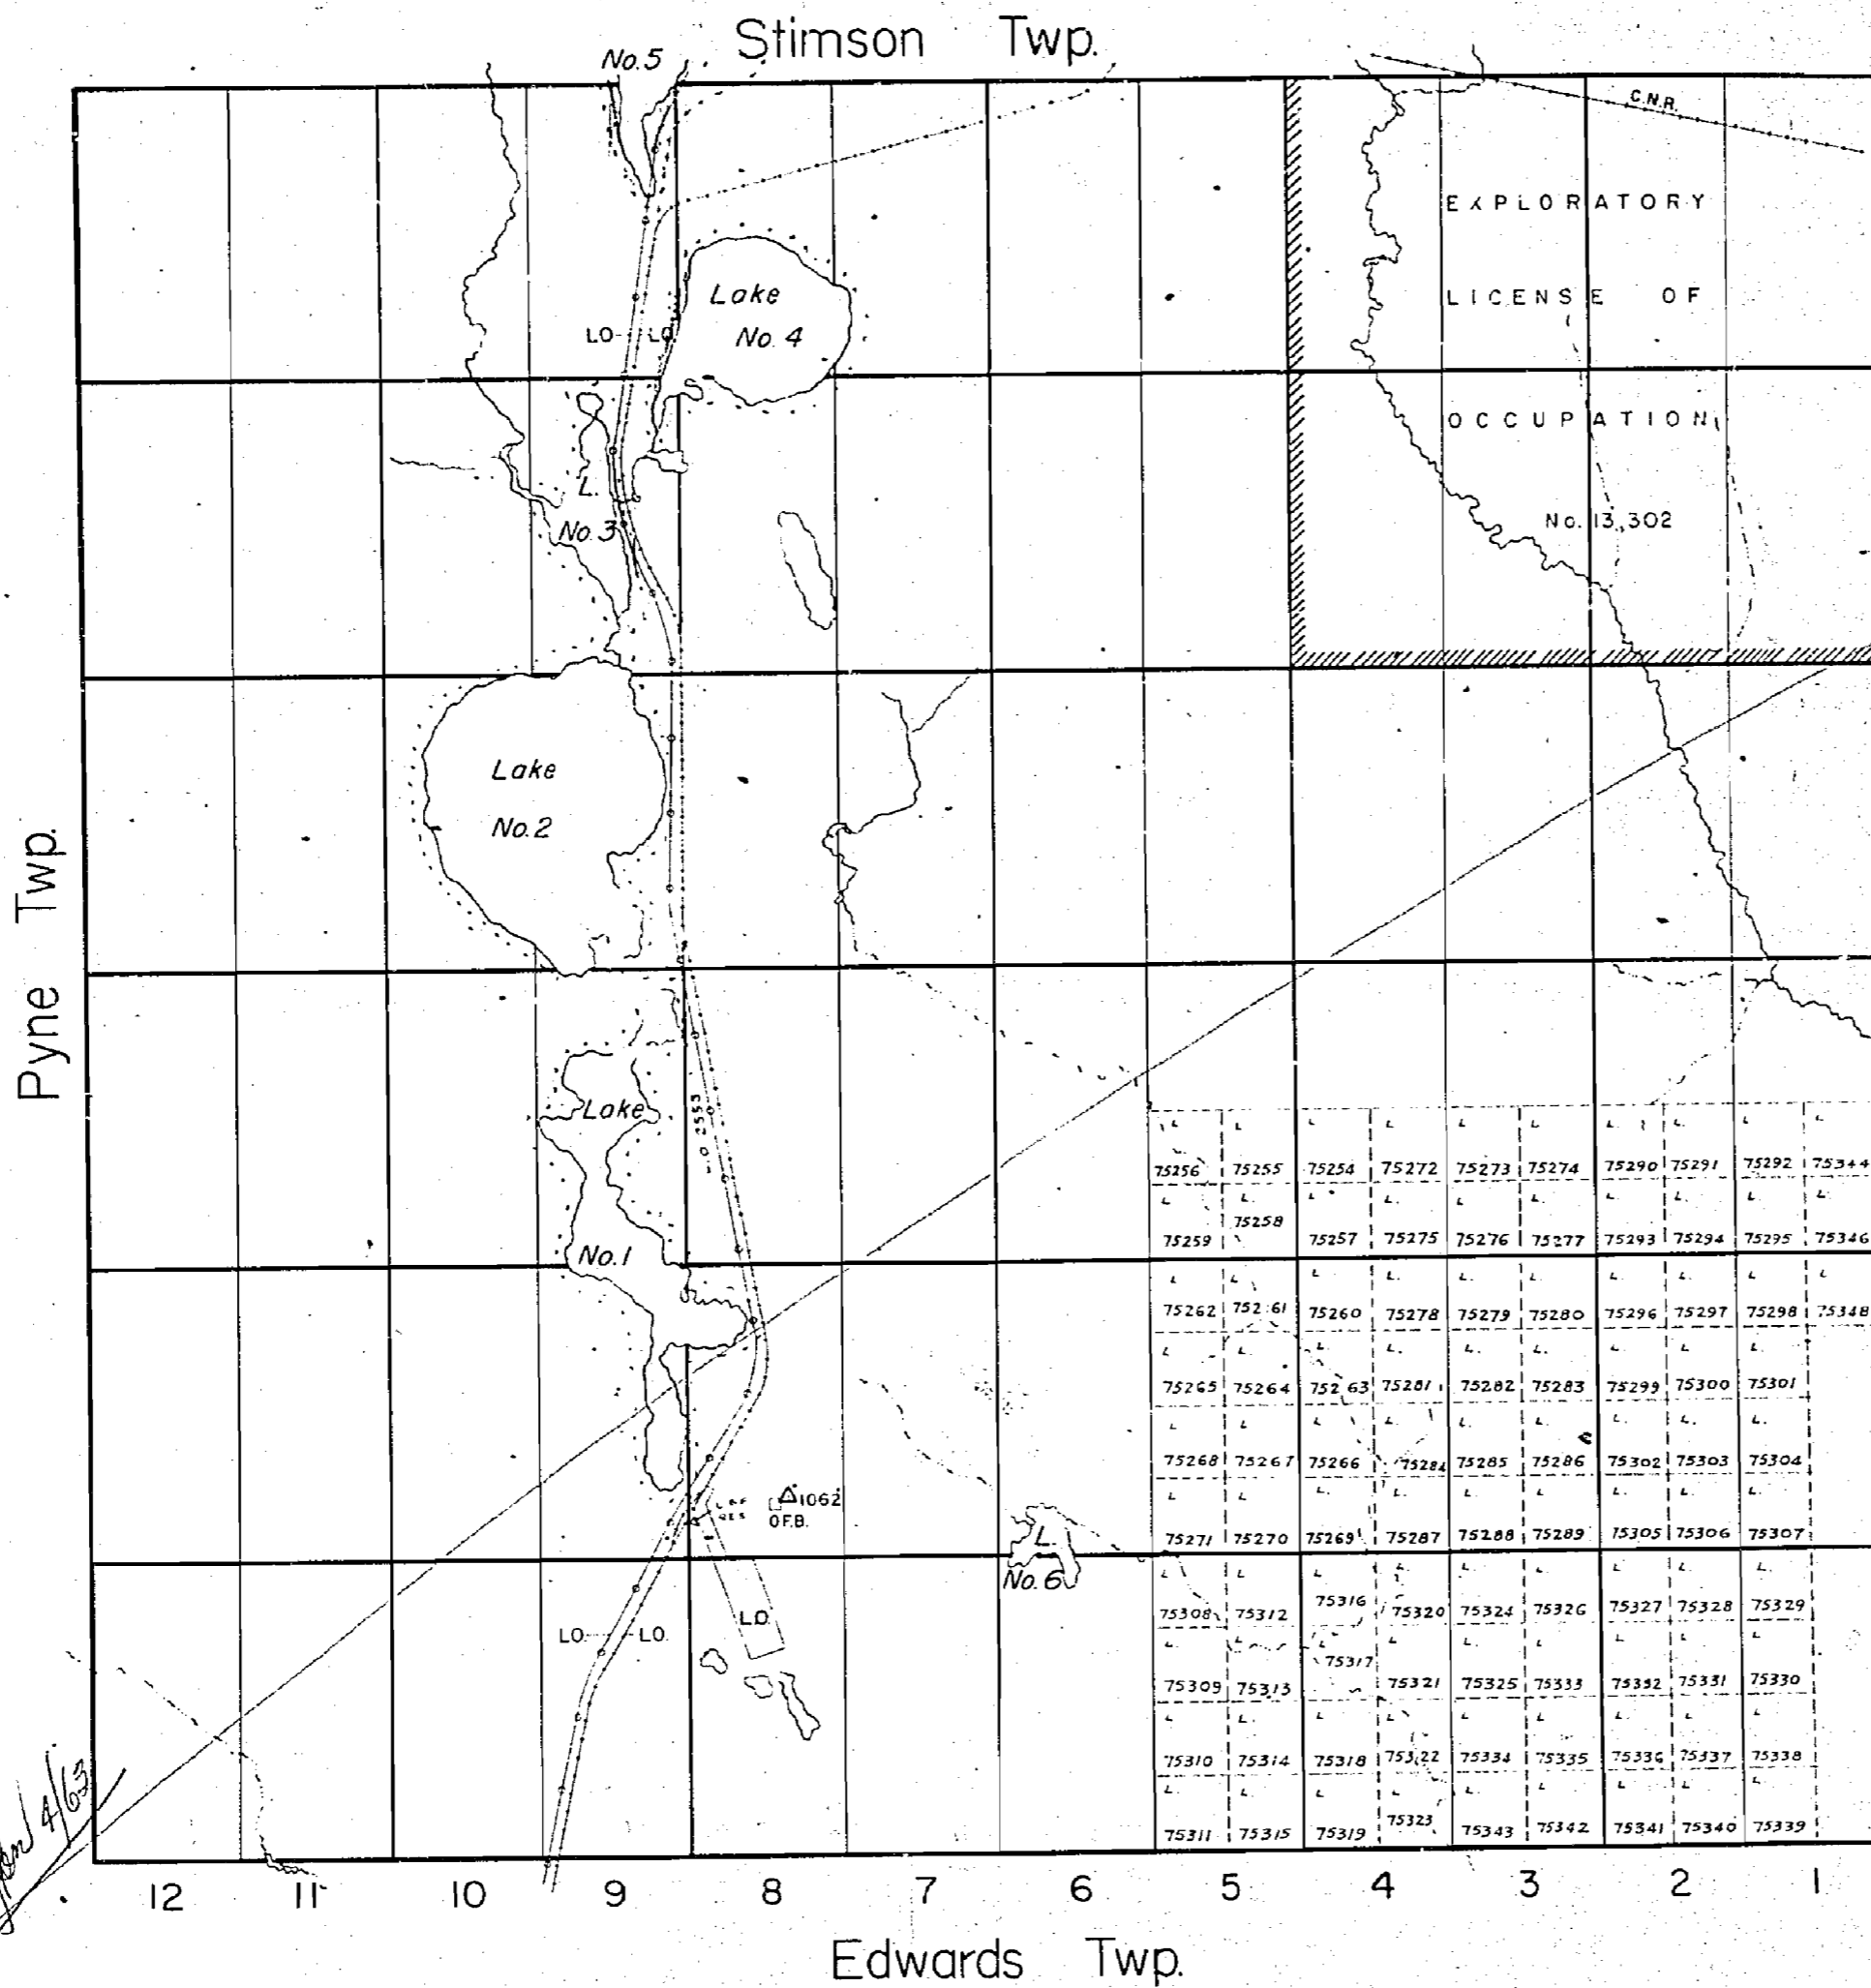 Stimson Twp.
No. 5
C.N.R.
EXPLORATORY
LICENSE OF
OCCUPATION
No. 13,302
Lake
No. 4
LO LO
L.
No. 3
Lake
No. 2
Pyne Twp.
Lake
L.O. 2553
No. 1
L L L L L L L. L. L L
75256 75255 75254 75272 75273 75274 75290 75291 75292 75344
L L. L L. L L. L. L. L. L.
75259 75258 75257 75275 75276 75277 75293 75294 75295 75346
L L L L. L. L. L. L. L L
75262 75261 75260 75278 75279 75280 75296 75297 75298 75348
L L. L. L. L. L. L. L L.
75265 75264 75263 75281 75282 75283 75299 75300 75301
L L L L. L. L. L. L. L.
75268 75267 75266 75284 75285 75286 75302 75303 75304
L L L. L. L L L. L. L.
75271 75270 75269 75287 75288 75289 75305 75306 75307
1062
O.F.B.
L.
No. 6
L L L L. L. L. L. L L.
75308 75312 75316 75320 75324 75326 75327 75328 75329
L. L L L. L. L L L L
75309 75313 75317 75321 75325 75333 75332 75331 75330
L L. L L L L L. L. L
75310 75314 75318 75322 75334 75335 75336 75337 75338
L. L. L L. L. L L L L
75311 75315 75319 75323 75343 75342 75341 75340 75339
L.O.
LO. LO.
4/63
12 11 10 9 8 7 6 5 4 3 2 1
Edwards Twp.